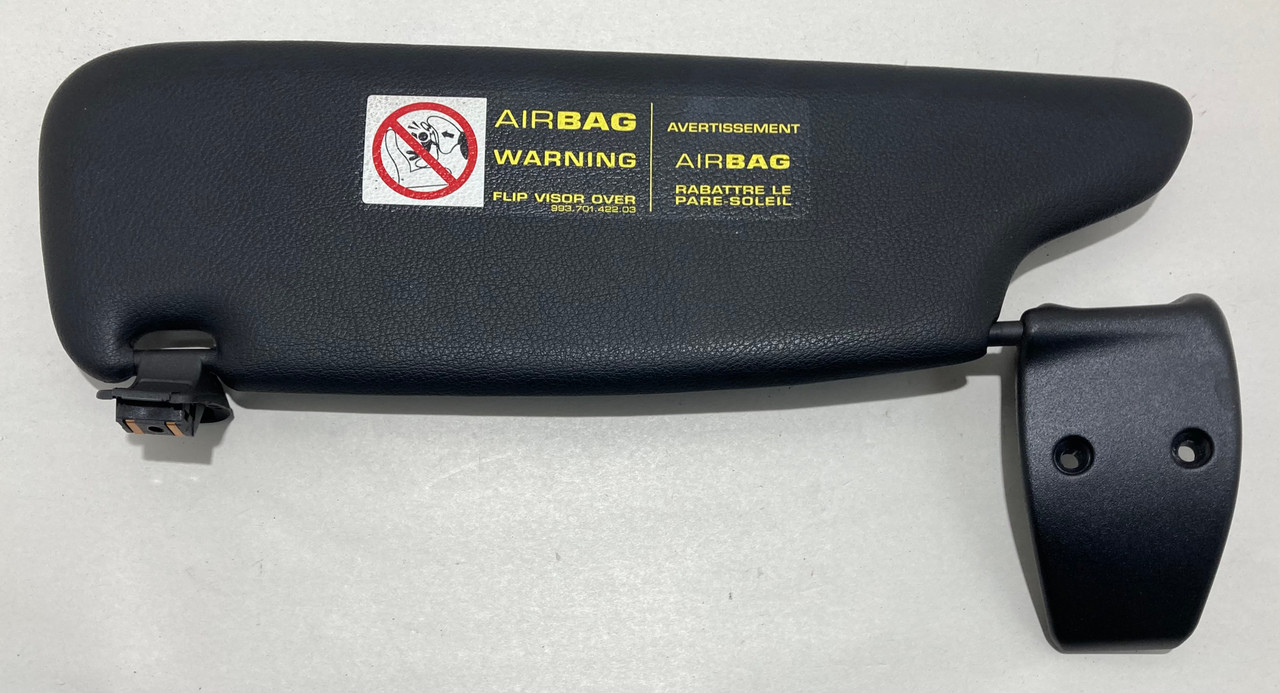 AIRBAG
WARNING
FLIP VISOR OVER
993.701.422.03
AVERTISSEMENT
AIRBAG
RABATTRE LE
PARE-SOLEIL